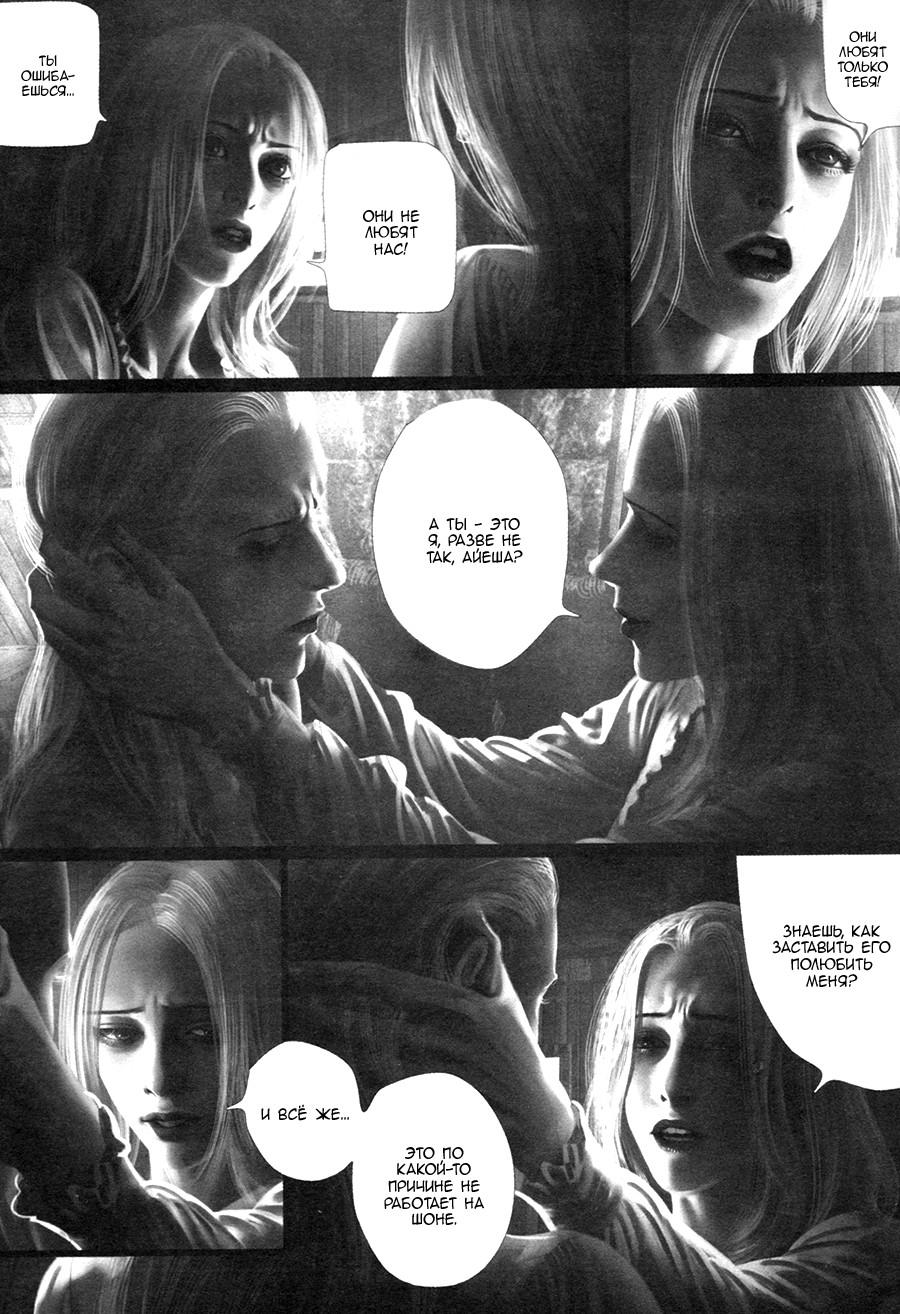 ТЫ
ОШИБА-
ЕШЬСЯ...
ОНИ НЕ
ЛЮБЯТ
НАС!
ОНИ
ЛЮБЯТ
ТОЛЬКО
ТЕБЯ!
А ТЫ - ЭТО
Я, РАЗВЕ НЕ
ТАК, АЙЕША?
И ВСЁ ЖЕ...
ЭТО ПО
КАКОЙ-ТО
ПРИЧИНЕ НЕ
РАБОТАЕТ НА
ШОНЕ.
ЗНАЕШЬ, КАК
ЗАСТАВИТЬ ЕГО
ПОЛЮБИТЬ
МЕНЯ?